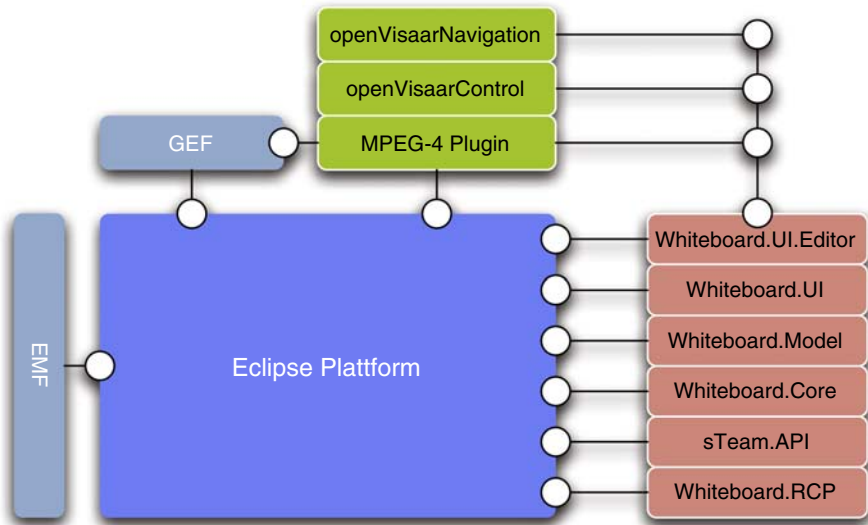 openVisaarNavigation
openVisaarControl
GEF
MPEG-4 Plugin
Whiteboard.UI.Editor
Whiteboard.UI
EMF
Eclipse Plattform
Whiteboard.Model
Whiteboard.Core
sTeam.API
Whiteboard.RCP